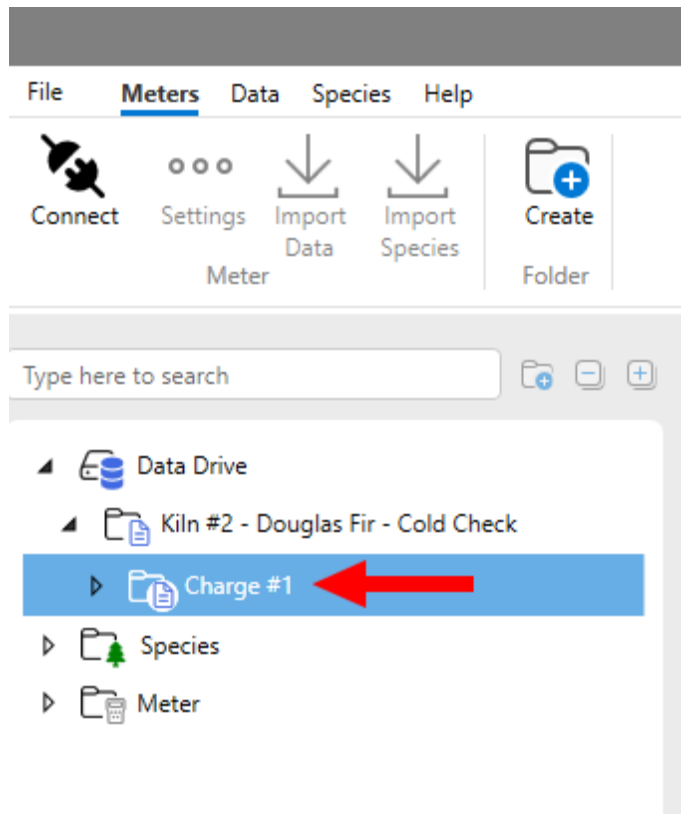 File Meters Data Species Help
Connect Settings Import Data Import Species Create
Meter Folder
Type here to search
Data Drive
Kiln #2 - Douglas Fir - Cold Check
Charge #1
Species
Meter